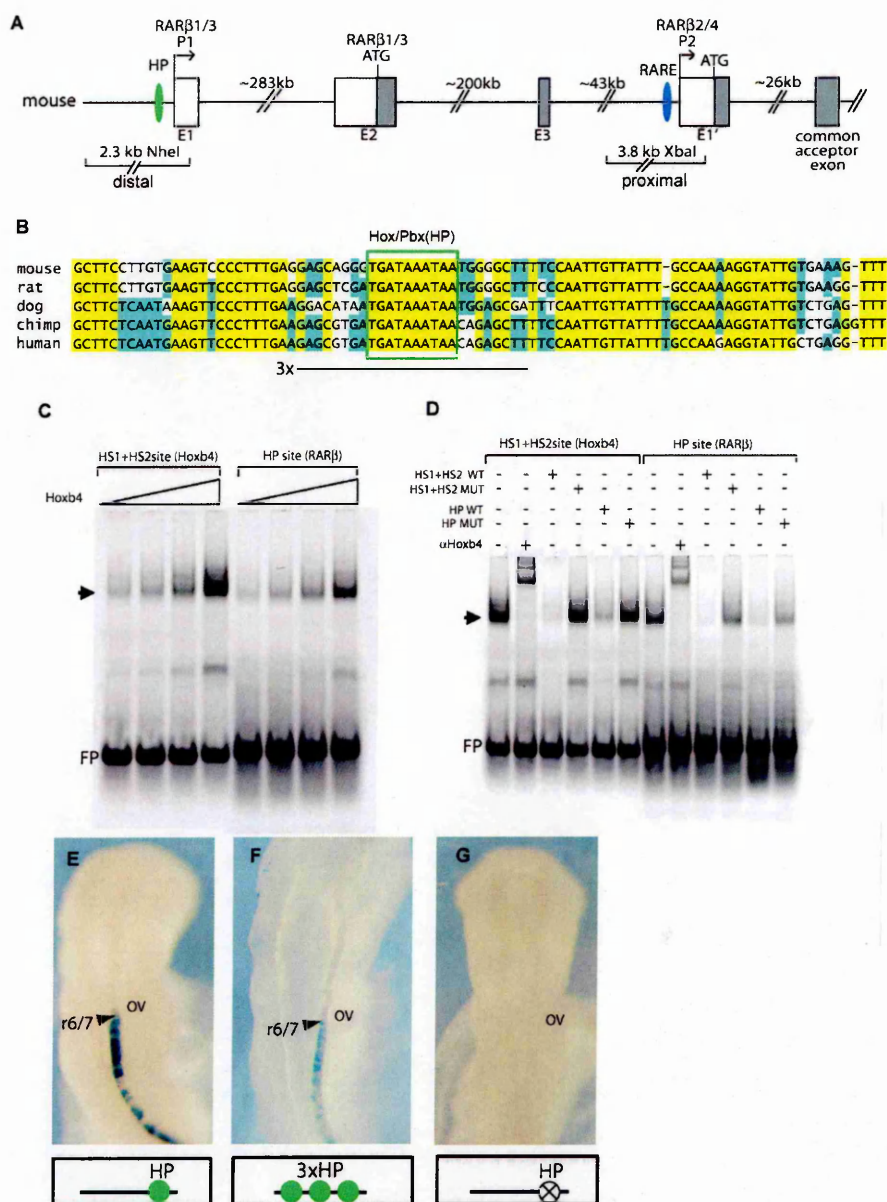 A
RARβ1/3
P1
HP
RARβ1/3
ATG
RARβ2/4
P2
RARE
ATG
mouse
~283kb
~200kb
~43kb
~26kb
E1
E2
E3
E1'
common
acceptor
exon
2.3 kb NheI
distal
3.8 kb XbaI
proximal
B
Hox/Pbx(HP)
mouse GCTTCCTTGTGAAGTCCCCTTTGAGGAGCAGGGTGATAAATAATGGGGCTTTTCCAATTGTTATTT-GCCAAAAGGTATTGTGAAAG-TTT
rat GCTTCCTTGTGAAGTTCCCTTTGAGGAGCTCGATGATAAATAATGGGGCTTTCCCAATTGTTATTT-GCCAAAAGGTATTGTGAAGG-TTT
dog GCTTCTCAATAAAGTTCCCTTTGAAGGACATAATGATAAATAATGGAGCGATTTCAATTGTTATTTTGCCAAAAGGTATTGTCTGAG-TTT
chimp GCTTCTCAATGAAGTTCCCTTTGAAGAGCGTGATGATAAATAACAGAGCTTTTCCAATTGTTATTTTGCCAAAAGGTATTGTCTGAGGTTT
human GCTTCTCAATGAAGTTCCCTTTGAAGAGCGTGATGATAAATAACAGAGCTTTTCCAATTGTTATTTTGCCAAGAGGTATTGCTGAGG-TTT
3x
C
HS1+HS2site (Hoxb4)
HP site (RARβ)
Hoxb4
FP
D
HS1+HS2site (Hoxb4)
HP site (RARβ)
HS1+HS2 WT - - + - - - - - + - - -
HS1+HS2 MUT - - - + - - - - - + - -
HP WT - - - - + - - - - - + -
HP MUT - - - - - + - - - - - +
αHoxb4 - + - - - - - + - - - -
FP
E
r6/7
OV
HP
F
r6/7
OV
3xHP
G
OV
HP